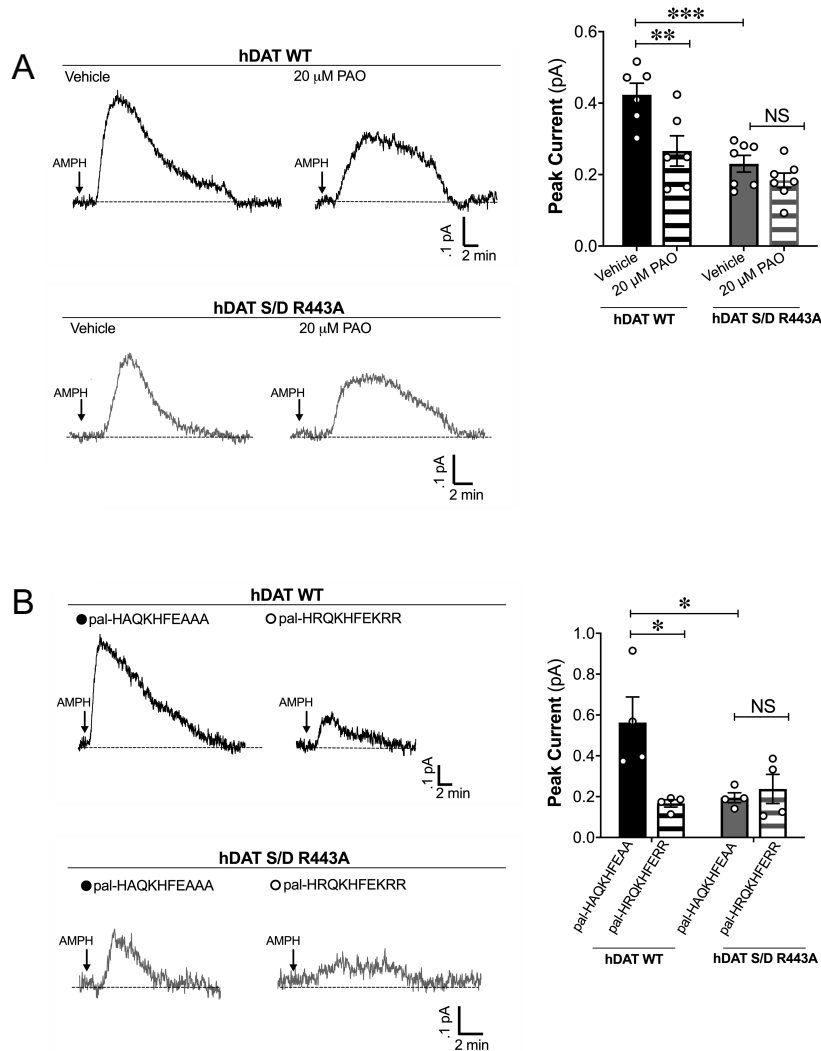 A
hDAT WT
Vehicle
20 μM PAO
AMPH
AMPH
.1 pA
2 min
hDAT S/D R443A
Vehicle
20 μM PAO
AMPH
AMPH
.1 pA
2 min
Peak Current (pA)
0.6
0.4
0.2
0.0
***
**
NS
Vehicle
20 μM PAO
Vehicle
20 μM PAO
hDAT WT
hDAT S/D R443A
B
hDAT WT
pal-HAQKHFEAAA
pal-HRQKHFEKRR
AMPH
AMPH
.1 pA
2 min
hDAT S/D R443A
pal-HAQKHFEAAA
pal-HRQKHFEKRR
AMPH
AMPH
.1 pA
2 min
Peak Current (pA)
1.0
0.8
0.6
0.4
0.2
0.0
*
*
NS
pal-HAQKHFEAA
pal-HRQKHFERR
pal-HAQKHFEAA
pal-HRQKHFERR
hDAT WT
hDAT S/D R443A